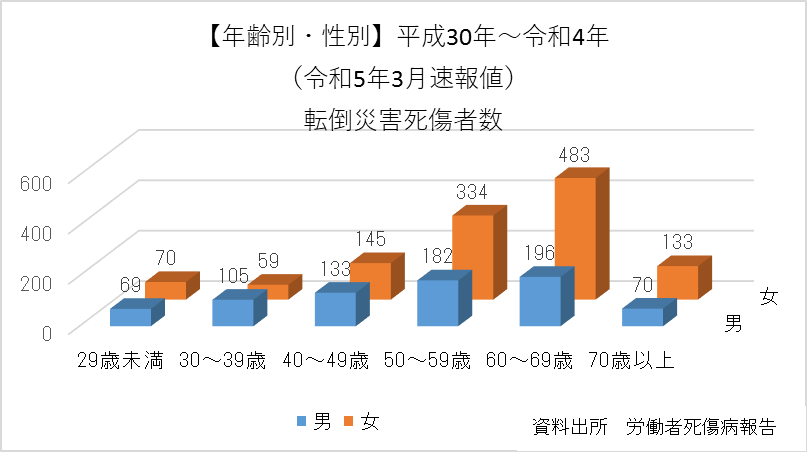 【年齢別・性別】平成30年～令和4年
（令和5年3月速報値）
転倒災害死傷者数
600
400
200
0
69 105 133 182 196 70
70 59 145 334 483 133
女
男
29歳未満 30～39歳 40～49歳 50～59歳 60～69歳 70歳以上
男 女
資料出所　労働者死傷病報告